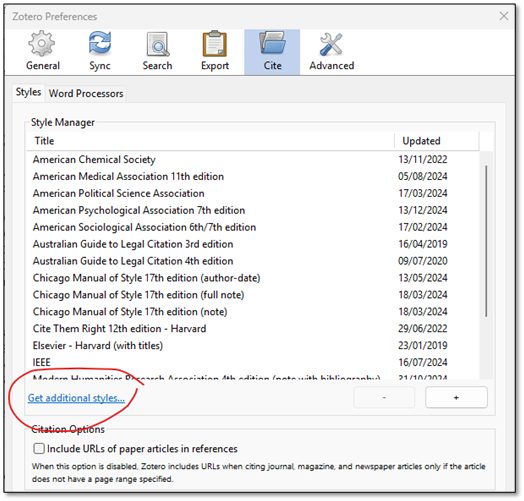 Zotero Preferences
General Sync Search Export Cite Advanced
Styles Word Processors
Style Manager
Title Updated
American Chemical Society 13/11/2022
American Medical Association 11th edition 05/08/2024
American Political Science Association 17/03/2024
American Psychological Association 7th edition 13/12/2024
American Sociological Association 6th/7th edition 17/02/2024
Australian Guide to Legal Citation 3rd edition 16/04/2019
Australian Guide to Legal Citation 4th edition 09/07/2020
Chicago Manual of Style 17th edition (author-date) 13/05/2024
Chicago Manual of Style 17th edition (full note) 18/03/2024
Chicago Manual of Style 17th edition (note) 18/03/2024
Cite Them Right 12th edition - Harvard 29/06/2022
Elsevier - Harvard (with titles) 23/01/2019
IEEE 16/07/2024
Modern Humanities Research Association 4th edition (note with bibliography) 31/10/2024
Get additional styles... - +
Citation Options
Include URLs of paper articles in references
When this option is disabled, Zotero includes URLs when citing journal, magazine, and newspaper articles only if the article
does not have a page range specified.